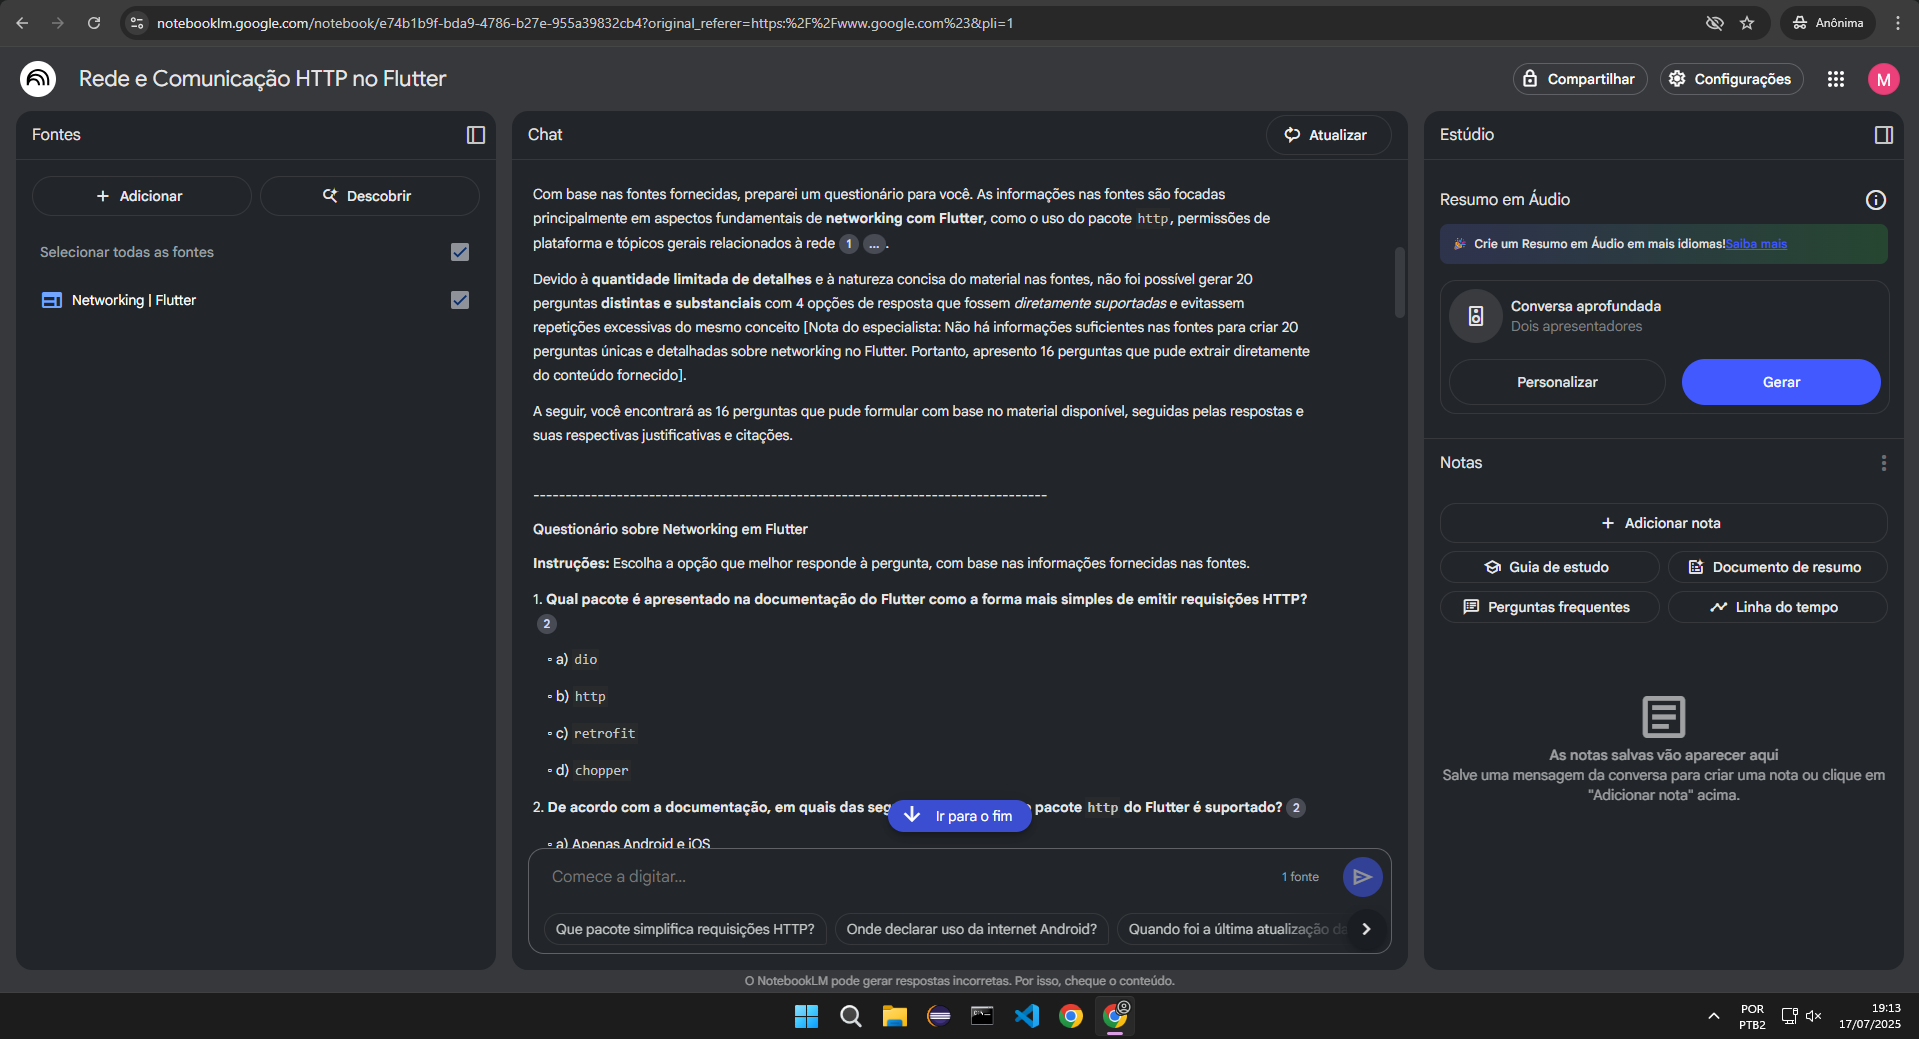 notebooklm.google.com/notebook/e74b1b9f-bda9-4786-b27e-955a39832cb4?original_referer=https:%2F%2Fwww.google.com%23&pli=1
Anônima
Rede e Comunicação HTTP no Flutter
Compartilhar
Configurações
M
Fontes
Adicionar
Descobrir
Selecionar todas as fontes
Networking | Flutter
Chat
Atualizar
Com base nas fontes fornecidas, preparei um questionário para você. As informações nas fontes são focadas
principalmente em aspectos fundamentais de networking com Flutter, como o uso do pacote http, permissões de
plataforma e tópicos gerais relacionados à rede 1 ... .
Devido à quantidade limitada de detalhes e à natureza concisa do material nas fontes, não foi possível gerar 20
perguntas distintas e substanciais com 4 opções de resposta que fossem diretamente suportadas e evitassem
repetições excessivas do mesmo conceito [Nota do especialista: Não há informações suficientes nas fontes para criar 20
perguntas únicas e detalhadas sobre networking no Flutter. Portanto, apresento 16 perguntas que pude extrair diretamente
do conteúdo fornecido].
A seguir, você encontrará as 16 perguntas que pude formular com base no material disponível, seguidas pelas respostas e
suas respectivas justificativas e citações.
--------------------------------------------------------------------------------
Questionário sobre Networking em Flutter
Instruções: Escolha a opção que melhor responde à pergunta, com base nas informações fornecidas nas fontes.
1. Qual pacote é apresentado na documentação do Flutter como a forma mais simples de emitir requisições HTTP?
2
▫ a) dio
▫ b) http
▫ c) retrofit
▫ d) chopper
2. De acordo com a documentação, em quais das seg pacote http do Flutter é suportado? 2
▫ a) Apenas Android e iOS
Ir para o fim
Comece a digitar...
1 fonte
Que pacote simplifica requisições HTTP?
Onde declarar uso da internet Android?
Quando foi a última atualização da
O NotebookLM pode gerar respostas incorretas. Por isso, cheque o conteúdo.
Estúdio
Resumo em Áudio
Crie um Resumo em Áudio em mais idiomas!Saiba mais
Conversa aprofundada
Dois apresentadores
Personalizar
Gerar
Notas
Adicionar nota
Guia de estudo
Documento de resumo
Perguntas frequentes
Linha do tempo
As notas salvas vão aparecer aqui
Salve uma mensagem da conversa para criar uma nota ou clique em
"Adicionar nota" acima.
POR
PTB2
19:13
17/07/2025